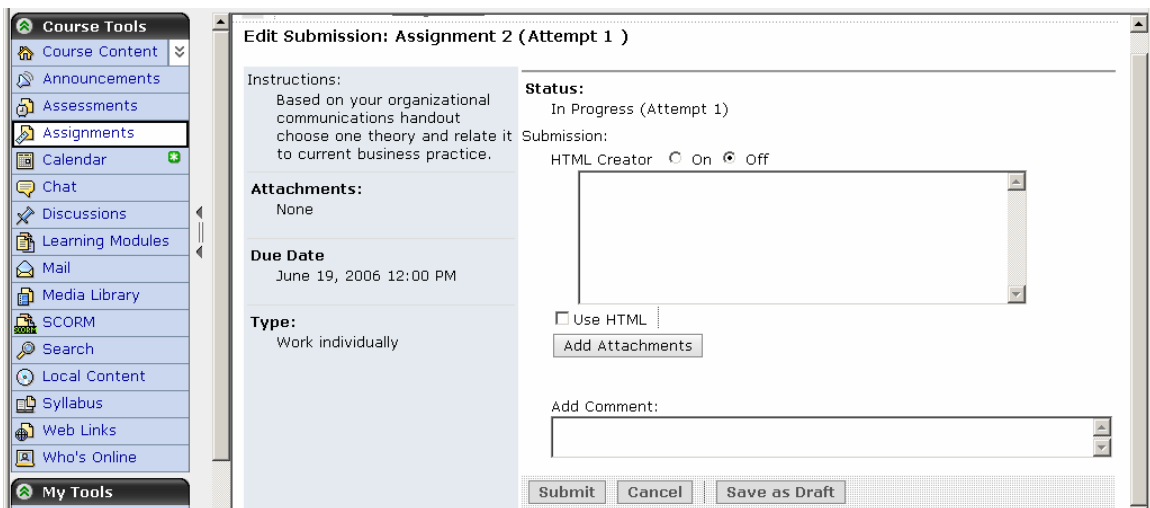 Course Tools
Course Content
Announcements
Assessments
Assignments
Calendar
Chat
Discussions
Learning Modules
Mail
Media Library
SCORM
Search
Local Content
Syllabus
Web Links
Who's Online
My Tools
Edit Submission: Assignment 2 (Attempt 1 )
Instructions:
Based on your organizational
communications handout
choose one theory and relate it
to current business practice.
Attachments:
None
Due Date
June 19, 2006 12:00 PM
Type:
Work individually
Status:
In Progress (Attempt 1)
Submission:
HTML Creator On Off
Use HTML
Add Attachments
Add Comment:
Submit Cancel Save as Draft